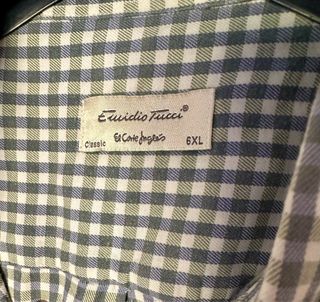 Emidio Tucci®
El Corte Inglés
Classic 6XL